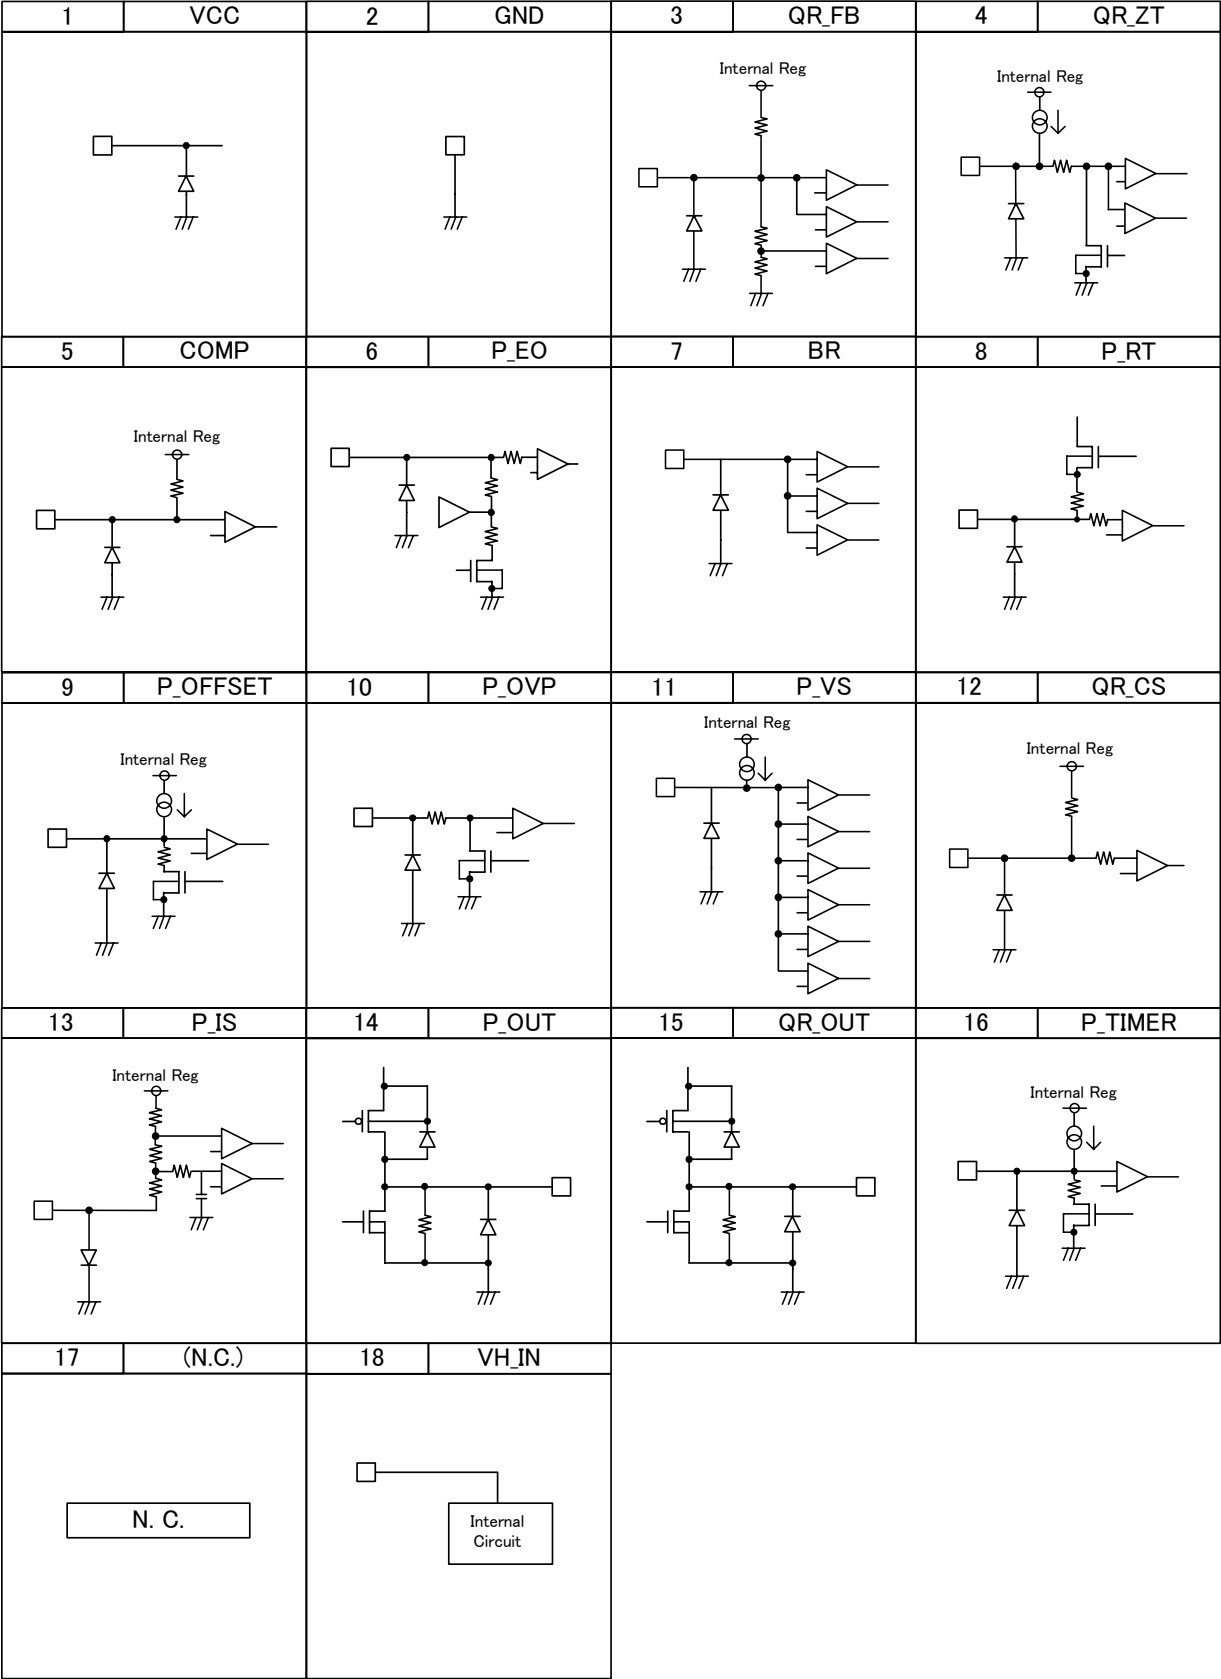 1 VCC 2 GND 3 QR_FB 4 QR_ZT
Internal Reg
Internal Reg
5 COMP 6 P_EO 7 BR 8 P_RT
Internal Reg
9 P_OFFSET 10 P_OVP 11 P_VS 12 QR_CS
Internal Reg
Internal Reg
Internal Reg
13 P_IS 14 P_OUT 15 QR_OUT 16 P_TIMER
Internal Reg
Internal Reg
17 (N.C.) 18 VH_IN
N. C.
Internal
Circuit